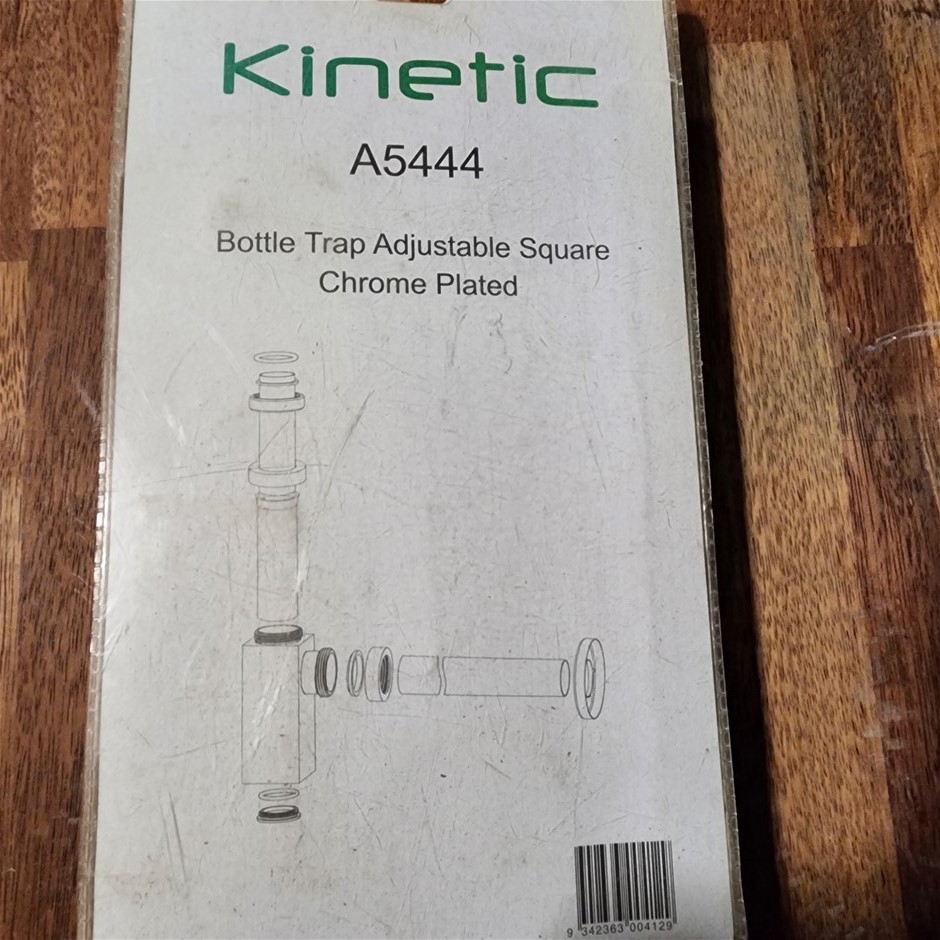 Kinetic
A5444
Bottle Trap Adjustable Square
Chrome Plated
9 342363 004129